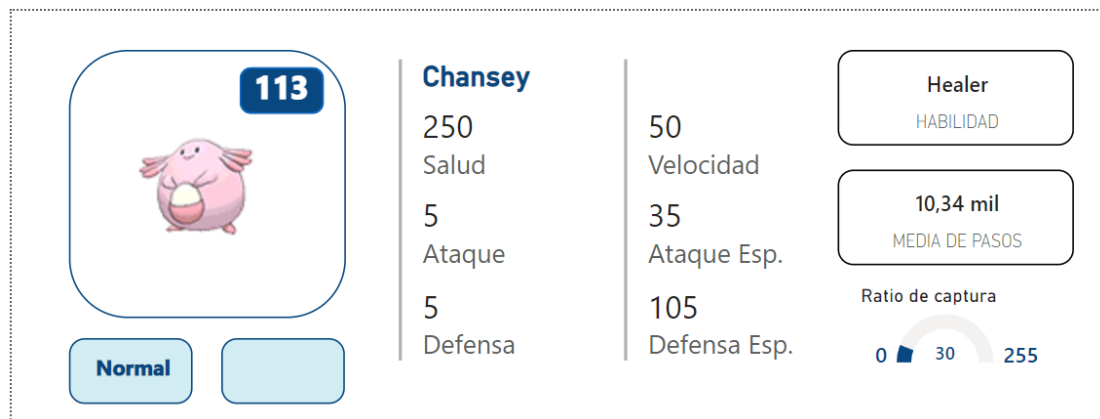 113
Normal
Chansey
250
Salud
5
Ataque
5
Defensa
50
Velocidad
35
Ataque Esp.
105
Defensa Esp.
Healer
HABILIDAD
10,34 mil
MEDIA DE PASOS
Ratio de captura
0 30 255